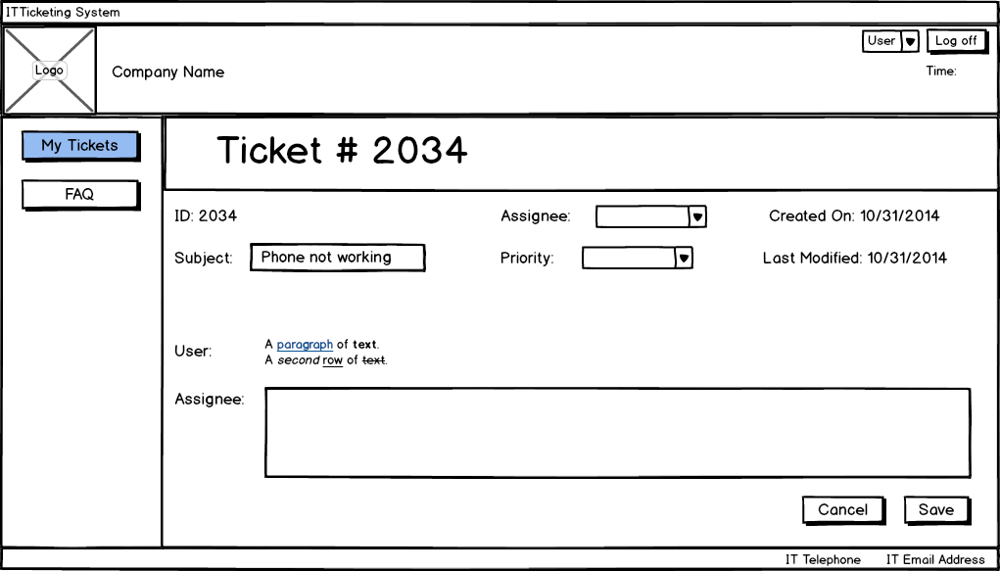 IT Ticketing System
User
Log off
Logo
Company Name
Time:
My Tickets
FAQ
Ticket # 2034
ID: 2034
Assignee:
Created On: 10/31/2014
Subject:
Phone not working
Priority:
Last Modified: 10/31/2014
User:
A paragraph of text.
A second row of text.
Assignee:
Cancel
Save
IT Telephone
IT Email Address